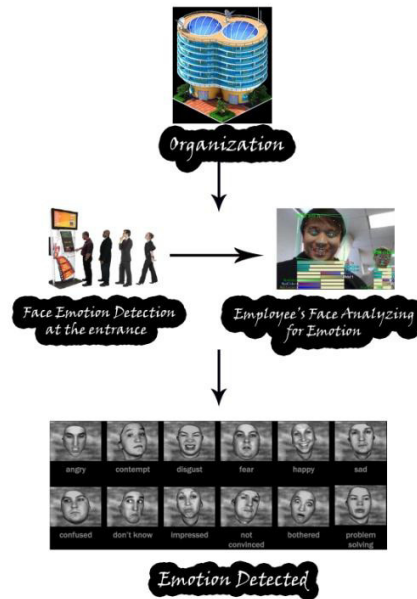 Organization
Face Emotion Detection
at the entrance
Employee's Face Analyzing
for Emotion
angry
contempt
disgust
fear
happy
sad
confused
don't know
impressed
not
convinced
bothered
problem
solving
Emotion Detected